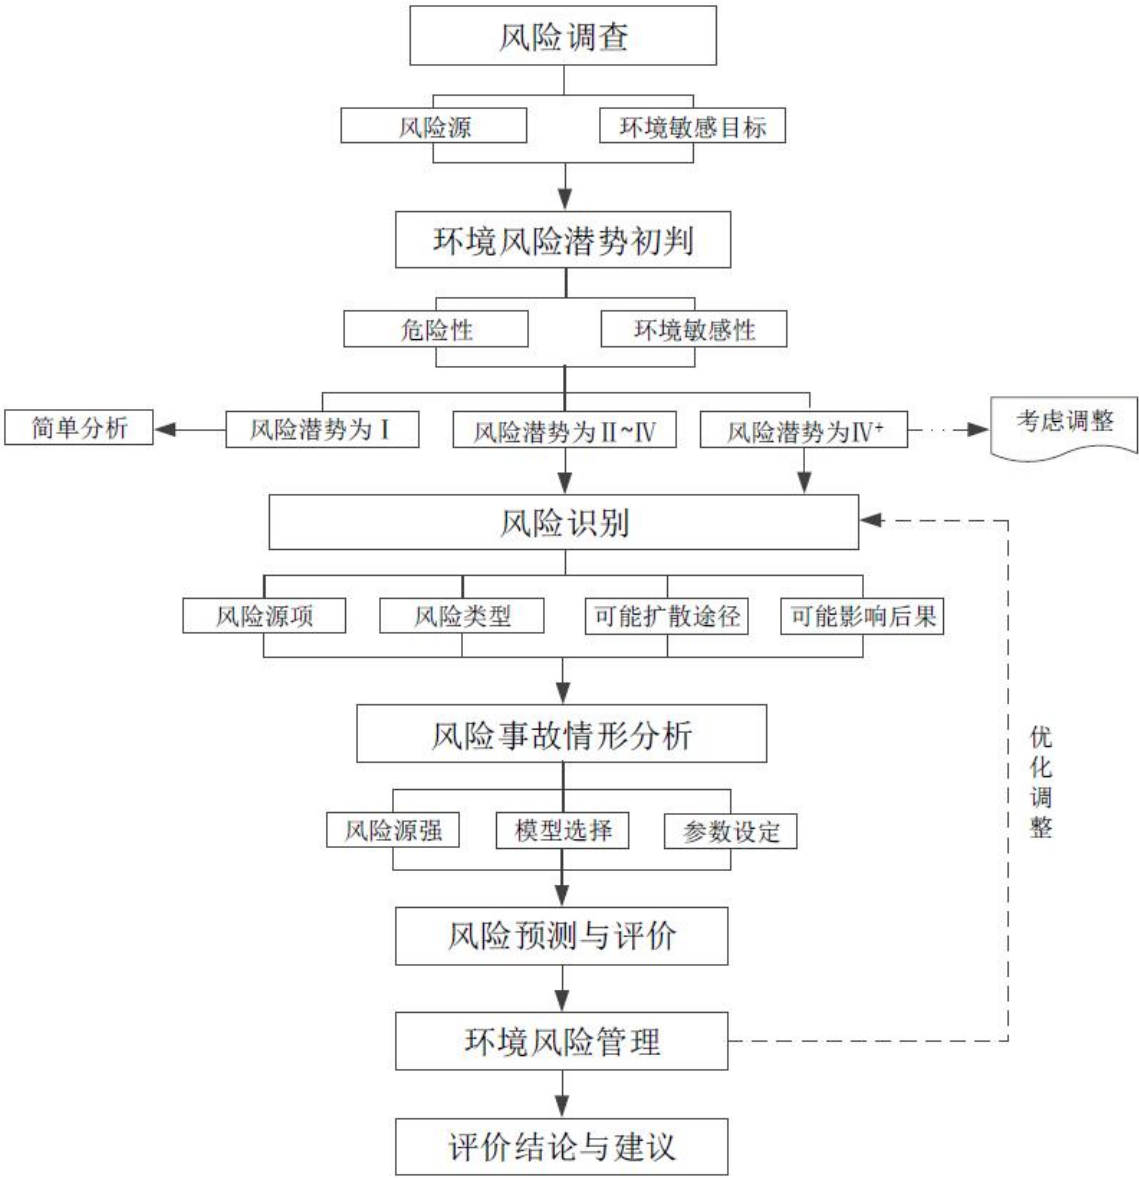 风险调查
风险源
环境敏感目标
环境风险潜势初判
危险性
环境敏感性
简单分析
风险潜势为Ⅰ
风险潜势为Ⅱ~Ⅳ
风险潜势为Ⅳ⁺
考虑调整
风险识别
风险源项
风险类型
可能扩散途径
可能影响后果
风险事故情形分析
优化调整
风险源强
模型选择
参数设定
风险预测与评价
环境风险管理
评价结论与建议